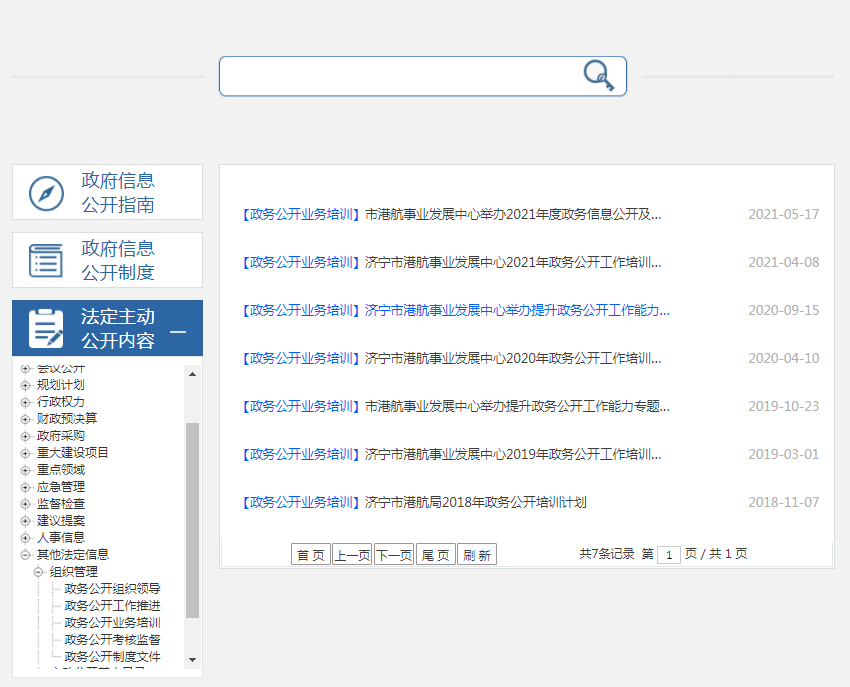 政府信息
公开指南
政府信息
公开制度
法定主动
公开内容
会议公开
规划计划
行政权力
财政预决算
政府采购
重大建设项目
重点领域
应急管理
监督检查
建议提案
人事信息
其他法定信息
组织管理
政务公开组织领导
政务公开工作推进
政务公开业务培训
政务公开考核监督
政务公开制度文件
【政务公开业务培训】市港航事业发展中心举办2021年度政务信息公开及... 2021-05-17
【政务公开业务培训】济宁市港航事业发展中心2021年政务公开工作培训... 2021-04-08
【政务公开业务培训】济宁市港航事业发展中心举办提升政务公开工作能力... 2020-09-15
【政务公开业务培训】济宁市港航事业发展中心2020年政务公开工作培训... 2020-04-10
【政务公开业务培训】市港航事业发展中心举办提升政务公开工作能力专题... 2019-10-23
【政务公开业务培训】济宁市港航事业发展中心2019年政务公开工作培训... 2019-03-01
【政务公开业务培训】济宁市港航局2018年政务公开培训计划 2018-11-07
首 页 上一页 下一页 尾 页 刷 新 共7条记录 第 1 页 / 共 1 页